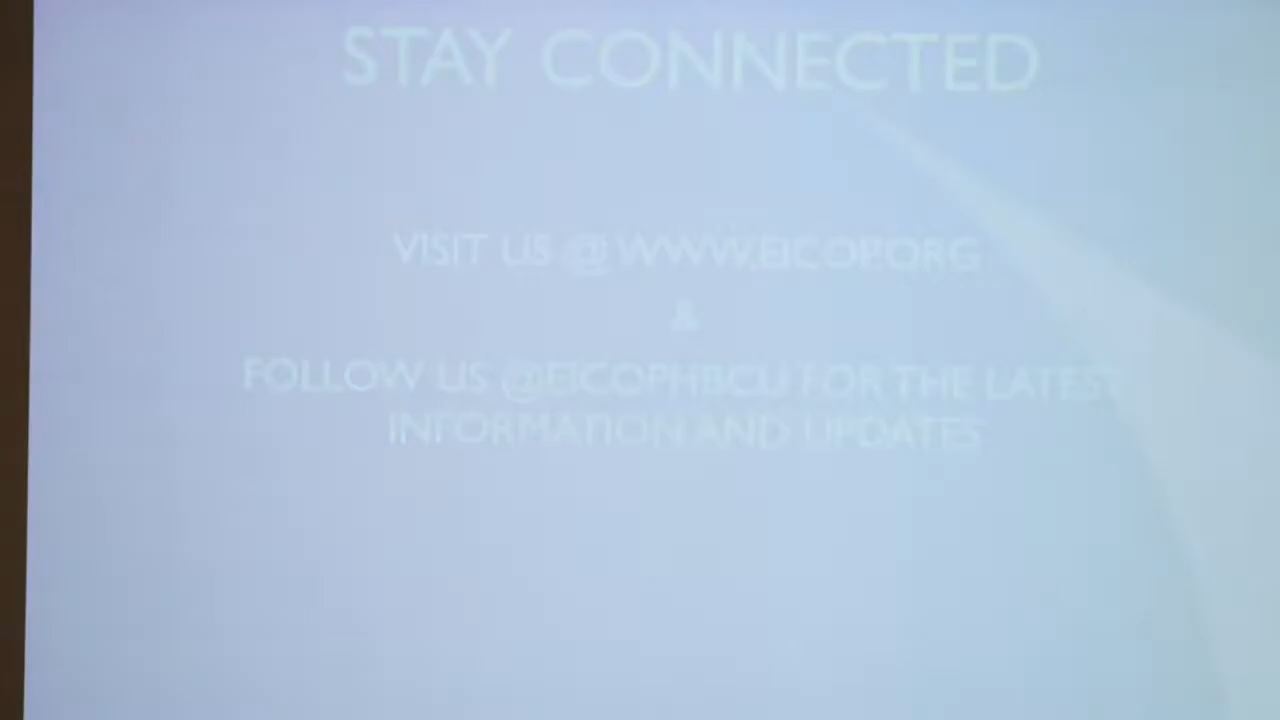 STAY CONNECTED
VISIT US @ WWW.EICOP.ORG
&
FOLLOW US @EICOPHBCU FOR THE LATEST
INFORMATION AND UPDATES